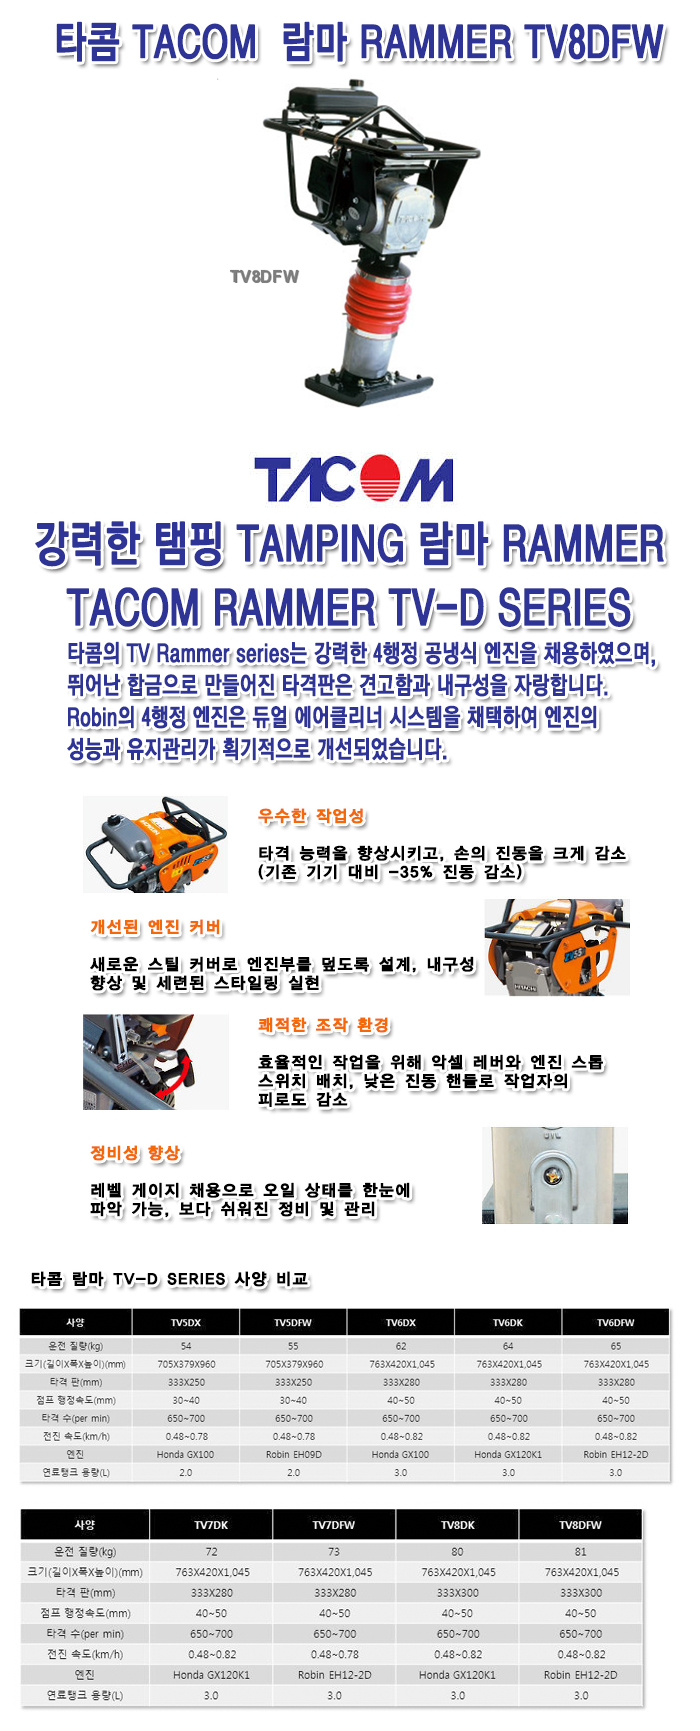 타콤 TACOM 람마 RAMMER TV8DFW
TV8DFW
TACOM
강력한 탬핑 TAMPING 람마 RAMMER
TACOM RAMMER TV-D SERIES
타콤의 TV Rammer series는 강력한 4행정 공냉식 엔진을 채용하였으며,
뛰어난 합금으로 만들어진 타격판은 견고함과 내구성을 자랑합니다.
Robin의 4행정 엔진은 듀얼 에어클리너 시스템을 채택하여 엔진의
성능과 유지관리가 획기적으로 개선되었습니다.
우수한 작업성
타격 능력을 향상시키고, 손의 진동을 크게 감소
(기존 기기 대비 -35% 진동 감소)
개선된 엔진 커버
새로운 스틸 커버로 엔진부를 덮도록 설계, 내구성
향상 및 세련된 스타일링 실현
HITACHI
쾌적한 조작 환경
효율적인 작업을 위해 악셀 레버와 엔진 스톱
스위치 배치, 낮은 진동 핸들로 작업자의
피로도 감소
정비성 향상
레벨 게이지 채용으로 오일 상태를 한눈에
파악 가능, 보다 쉬워진 정비 및 관리
OIL
타콤 람마 TV-D SERIES 사양 비교
사양 TV5DX TV5DFW TV6DX TV6DK TV6DFW
운전 질량(kg) 54 55 62 64 65
크기(길이X폭X높이)(mm) 705X379X960 705X379X960 763X420X1,045 763X420X1,045 763X420X1,045
타격 판(mm) 333X250 333X250 333X280 333X280 333X280
점프 행정속도(mm) 30~40 30~40 40~50 40~50 40~50
타격 수(per min) 650~700 650~700 650~700 650~700 650~700
전진 속도(km/h) 0.48~0.78 0.48~0.78 0.48~0.82 0.48~0.82 0.48~0.82
엔진 Honda GX100 Robin EH09D Honda GX100 Honda GX120K1 Robin EH12-2D
연료탱크 용량(L) 2.0 2.0 3.0 3.0 3.0
사양 TV7DK TV7DFW TV8DK TV8DFW
운전 질량(kg) 72 73 80 81
크기(길이X폭X높이)(mm) 763X420X1,045 763X420X1,045 763X420X1,045 763X420X1,045
타격 판(mm) 333X280 333X280 333X300 333X300
점프 행정속도(mm) 40~50 40~50 40~50 40~50
타격 수(per min) 650~700 650~700 650~700 650~700
전진 속도(km/h) 0.48~0.82 0.48~0.78 0.48~0.82 0.48~0.82
엔진 Honda GX120K1 Robin EH12-2D Honda GX120K1 Robin EH12-2D
연료탱크 용량(L) 3.0 3.0 3.0 3.0